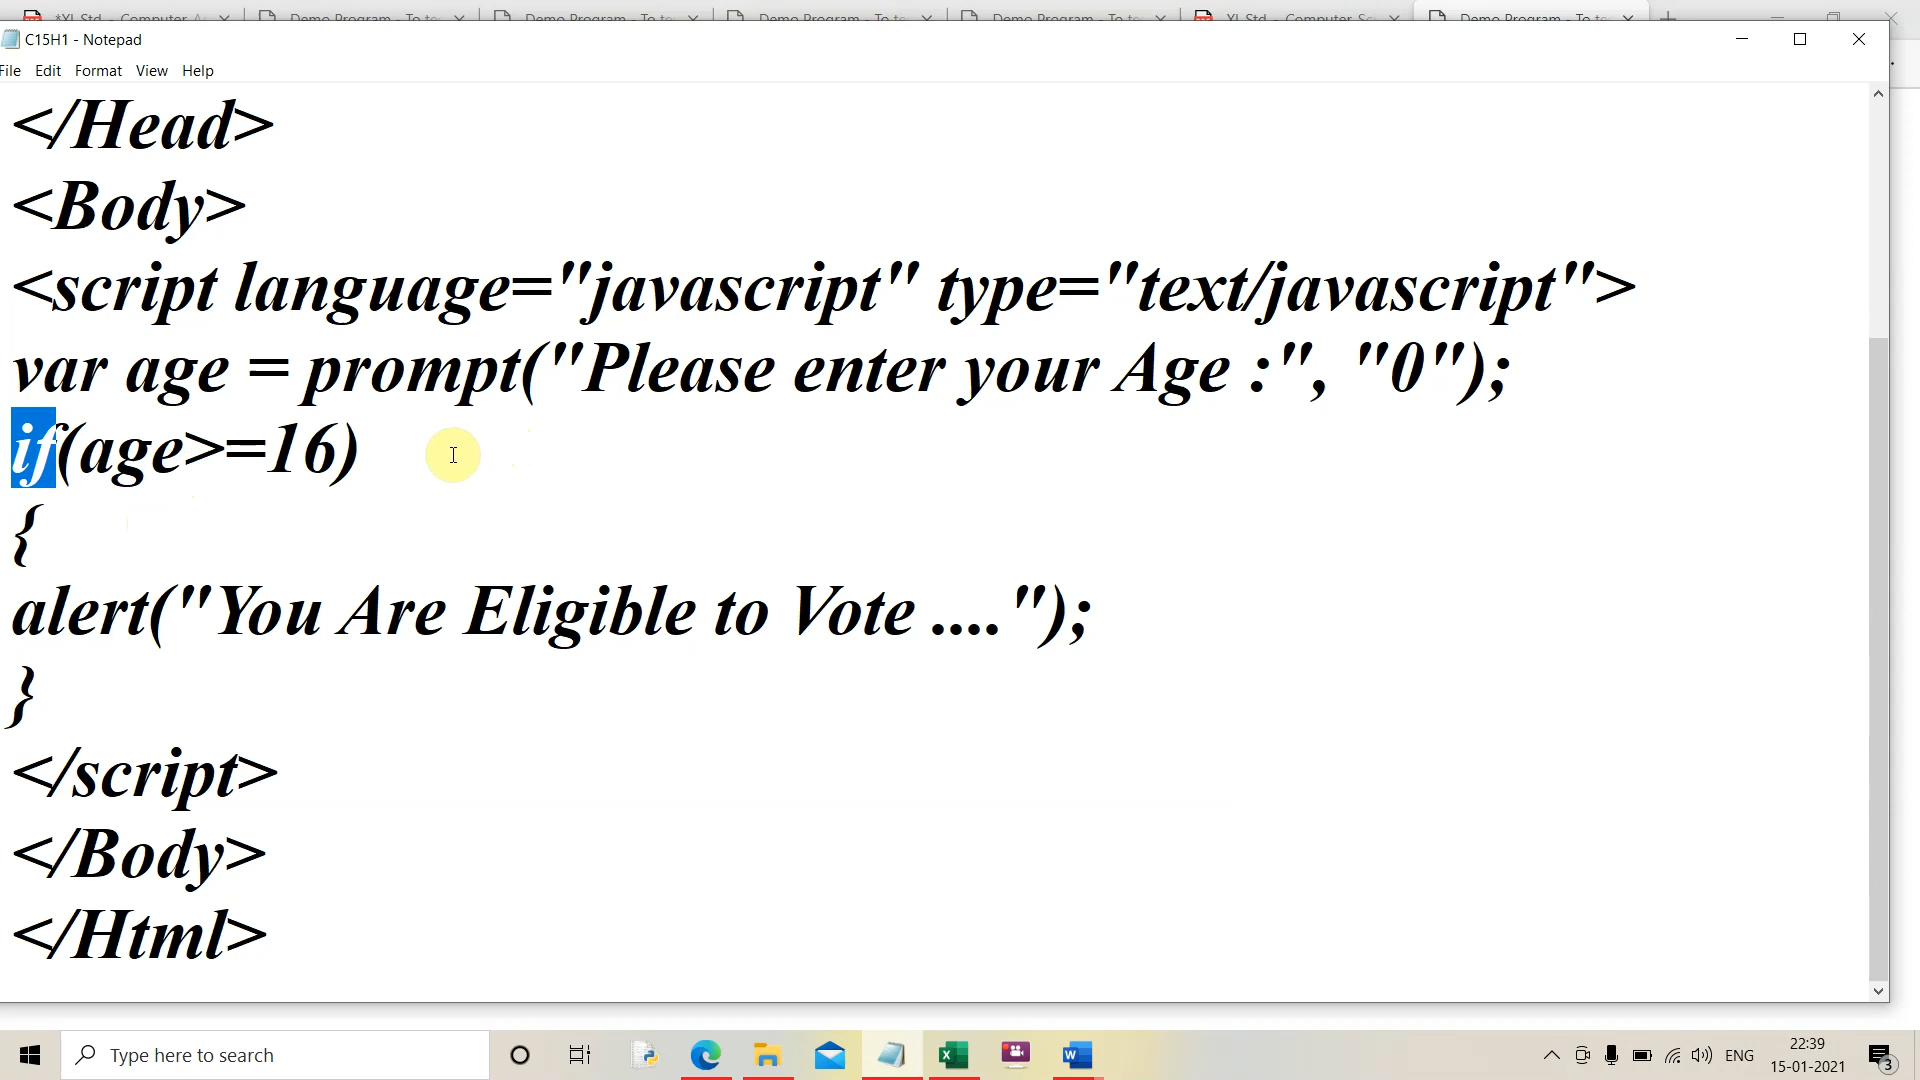 C15H1 - Notepad
File Edit Format View Help
</Head>
<Body>
<script language="javascript" type="text/javascript">
var age = prompt("Please enter your Age :", "0");
if(age>=16)
{
alert("You Are Eligible to Vote ....");
}
</script>
</Body>
</Html>
Type here to search
ENG
22:39
15-01-2021
3